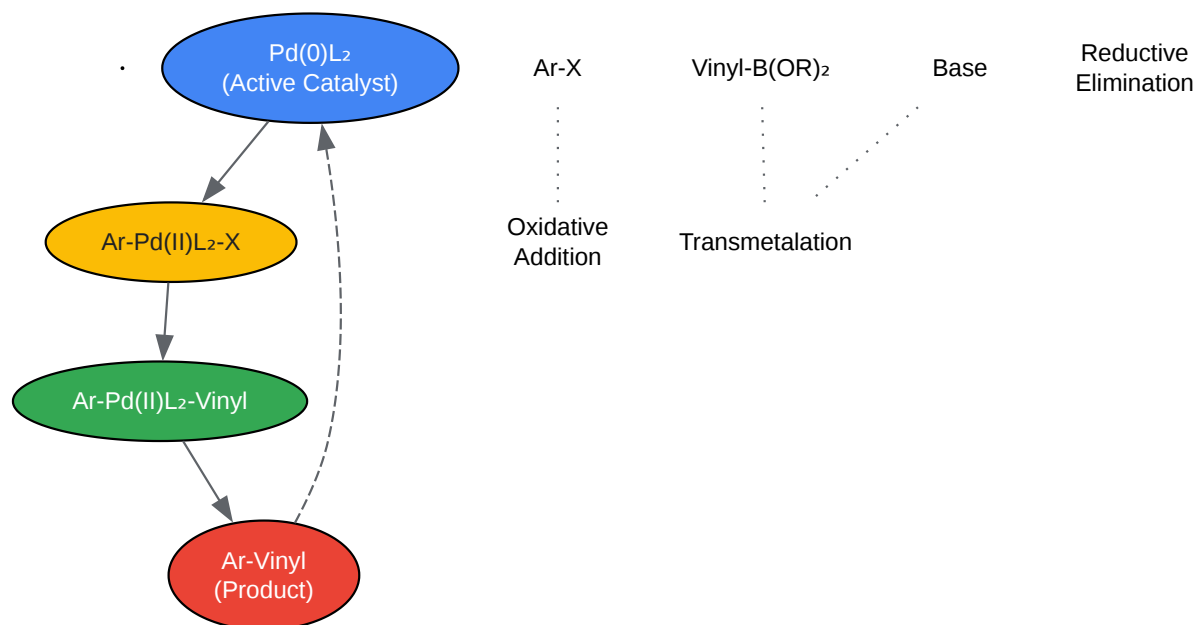 Pd(0)L₂
(Active Catalyst)
Ar-X
Vinyl-B(OR)₂
Base
Reductive
Elimination
Ar-Pd(II)L₂-X
Oxidative
Addition
Transmetalation
Ar-Pd(II)L₂-Vinyl
Ar-Vinyl
(Product)